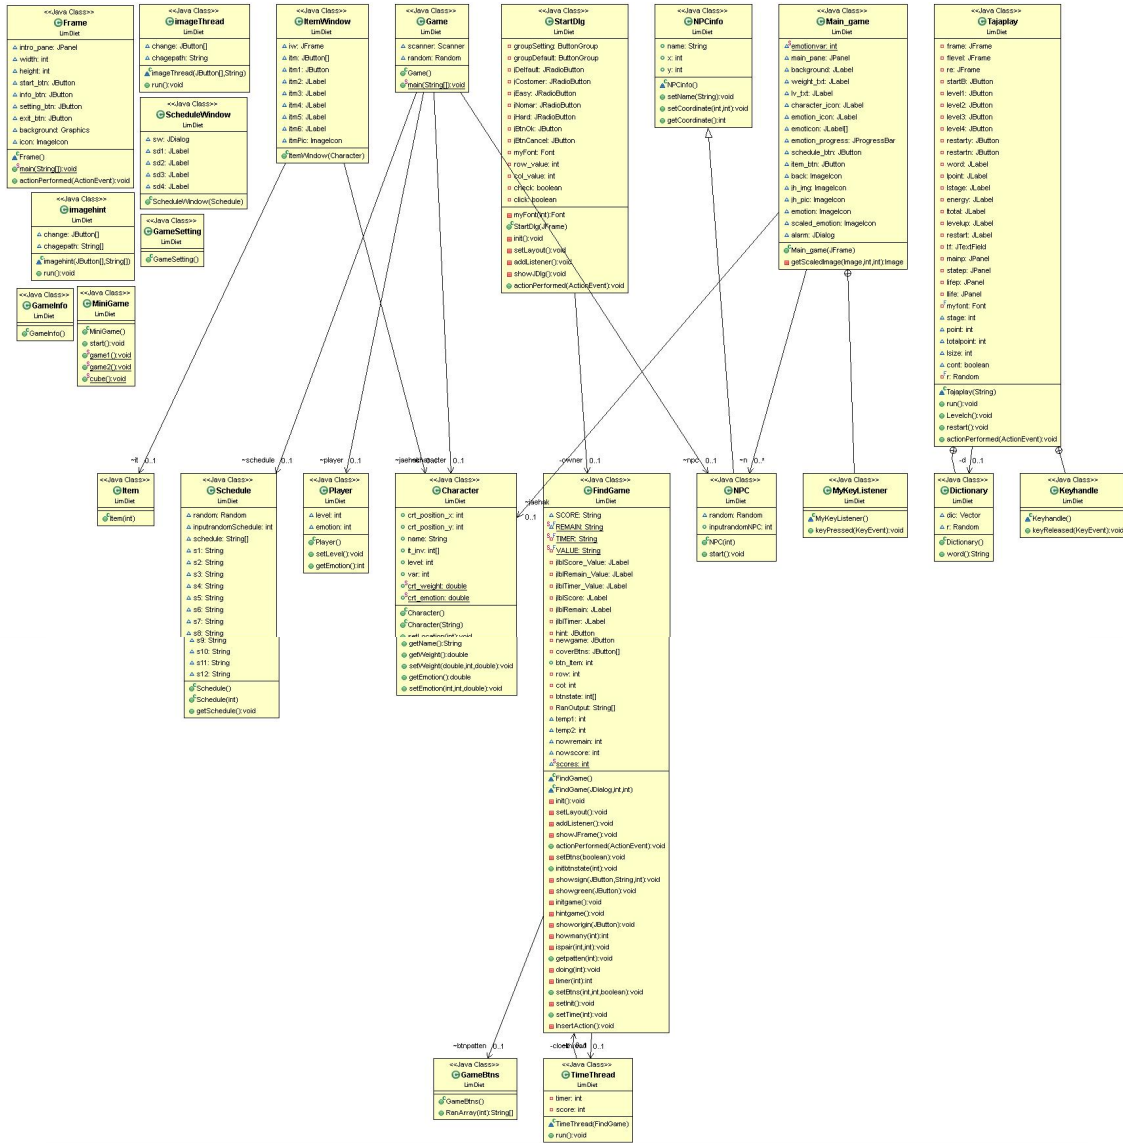 <<Java Class>>
Frame
LimDiet
intro_pane: JPanel
width: int
height: int
start_btn: JButton
info_btn: JButton
setting_btn: JButton
exit_btn: JButton
background: Graphics
icon: ImageIcon
Frame()
main(String[]):void
actionPerformed(ActionEvent):void
<<Java Class>>
imageThread
LimDiet
change: JButton[]
chagepath: String
imageThread(JButton[],String)
run():void
<<Java Class>>
ScheduleWindow
LimDiet
sw: JDialog
sd1: JLabel
sd2: JLabel
sd3: JLabel
sd4: JLabel
ScheduleWindow(Schedule)
<<Java Class>>
imagehint
LimDiet
change: JButton[]
chagepath: String[]
imagehint(JButton[],String[])
run():void
<<Java Class>>
GameSetting
LimDiet
GameSetting()
<<Java Class>>
GameInfo
LimDiet
GameInfo()
<<Java Class>>
MiniGame
LimDiet
MiniGame()
start():void
game1():void
game2():void
cube():void
<<Java Class>>
ItemWindow
LimDiet
iw: JFrame
itm: JButton[]
itm1: JButton
itm2: JLabel
itm3: JLabel
itm4: JLabel
itm5: JLabel
itm6: JLabel
itmPic: ImageIcon
ItemWindow(Character)
<<Java Class>>
Game
LimDiet
scanner: Scanner
random: Random
Game()
main(String[]):void
<<Java Class>>
StartDlg
LimDiet
groupSetting: ButtonGroup
groupDefault: ButtonGroup
jDelfault: JRadioButton
jCostomer: JRadioButton
jEasy: JRadioButton
jNomar: JRadioButton
jHard: JRadioButton
jBtnOk: JButton
jBtnCancel: JButton
myFont: Font
row_value: int
col_value: int
check: boolean
click: boolean
myFont(int):Font
StartDlg(JFrame)
init():void
setLayout():void
addListener():void
showJDlg():void
actionPerformed(ActionEvent):void
<<Java Class>>
NPCinfo
LimDiet
name: String
x: int
y: int
NPCinfo()
setName(String):void
setCoordinate(int,int):void
getCoordinate():int
<<Java Class>>
Main_game
LimDiet
emotionvar: int
main_pane: JPanel
background: JLabel
weight_txt: JLabel
lv_txt: JLabel
character_icon: JLabel
emotion_icon: JLabel
emoticon: JLabel[]
emotion_progress: JProgressBar
schedule_btn: JButton
item_btn: JButton
back: ImageIcon
jh_img: ImageIcon
jh_pic: ImageIcon
emotion: ImageIcon
scaled_emotion: ImageIcon
alarm: JDialog
Main_game(JFrame)
getScaledImage(Image,int,int):Image
<<Java Class>>
Tajaplay
LimDiet
frame: JFrame
flevel: JFrame
re: JFrame
startB: JButton
level1: JButton
level2: JButton
level3: JButton
level4: JButton
restarty: JButton
restartn: JButton
word: JLabel
lpoint: JLabel
lstage: JLabel
energy: JLabel
ltotal: JLabel
levelup: JLabel
restart: JLabel
tf: JTextField
mainp: JPanel
statep: JPanel
lifep: JPanel
llife: JPanel
myfont: Font
stage: int
point: int
totalpoint: int
lsize: int
cont: boolean
r: Random
Tajaplay(String)
run():void
Levelch():void
restart():void
actionPerformed(ActionEvent):void
~it 0..1
~schedule 0..1
~player 0..1
0..1
-owner 0..1
~npc 0..1
~n 0..*
-d 0..1
~jaehak
0..1
<<Java Class>>
Item
LimDiet
Item(int)
<<Java Class>>
Schedule
LimDiet
random: Random
inputrandomSchedule: int
schedule: String[]
s1: String
s2: String
s3: String
s4: String
s5: String
s6: String
s7: String
s8: String
s9: String
s10: String
s11: String
s12: String
Schedule()
Schedule(int)
getSchedule():void
<<Java Class>>
Player
LimDiet
level: int
emotion: int
Player()
setLevel():void
getEmotion():int
<<Java Class>>
Character
LimDiet
crt_position_x: int
crt_position_y: int
name: String
it_inv: int[]
level: int
var: int
crt_weight: double
crt_emotion: double
Character()
Character(String)
setLocation(int):void
getName():String
getWeight():double
setWeight(double,int,double):void
getEmotion():double
setEmotion(int,int,double):void
<<Java Class>>
FindGame
LimDiet
SCORE: String
REMAIN: String
TIMER: String
VALUE: String
jlblScore_Value: JLabel
jlblRemain_Value: JLabel
jlblTimer_Value: JLabel
jlblScore: JLabel
jlblRemain: JLabel
jlblTimer: JLabel
hint: JButton
newgame: JButton
coverBtns: JButton[]
btn_Item: int
row: int
col: int
btnstate: int[]
RanOutput: String[]
temp1: int
temp2: int
nowremain: int
nowscore: int
scores: int
FindGame()
FindGame(JDialog,int,int)
init():void
setLayout():void
addListener():void
showJFrame():void
actionPerformed(ActionEvent):void
setBtns(boolean):void
initbtnstate(int):void
showsign(JButton,String,int):void
showgreen(JButton):void
initgame():void
hintgame():void
showorigin(JButton):void
howmany(int):int
ispair(int,int):void
getpatten(int):void
doing(int):void
timer(int):int
setBtns(int,int,boolean):void
setInit():void
setTime(int):void
InsertAction():void
<<Java Class>>
NPC
LimDiet
random: Random
inputrandomNPC: int
NPC(int)
start():void
<<Java Class>>
MyKeyListener
LimDiet
MyKeyListener()
keyPressed(KeyEvent):void
<<Java Class>>
Dictionary
LimDiet
dic: Vector
r: Random
Dictionary()
word():String
<<Java Class>>
Keyhandle
LimDiet
Keyhandle()
keyReleased(KeyEvent):void
~btnpatten 0..1
0..1
<<Java Class>>
GameBtns
LimDiet
GameBtns()
RanArray(int):String[]
<<Java Class>>
TimeThread
LimDiet
timer: int
score: int
TimeThread(FindGame)
run():void